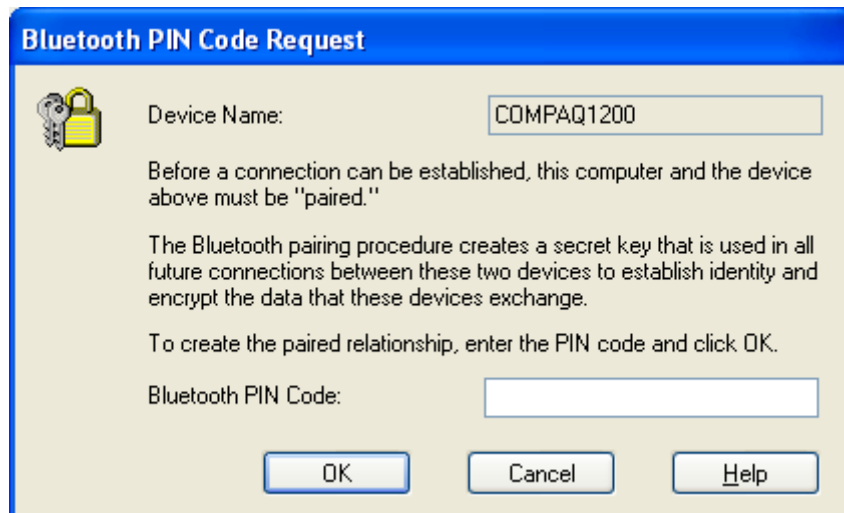 Bluetooth PIN Code Request
Device Name: COMPAQ1200
Before a connection can be established, this computer and the device
above must be "paired."
The Bluetooth pairing procedure creates a secret key that is used in all
future connections between these two devices to establish identity and
encrypt the data that these devices exchange.
To create the paired relationship, enter the PIN code and click OK.
Bluetooth PIN Code:
OK Cancel Help